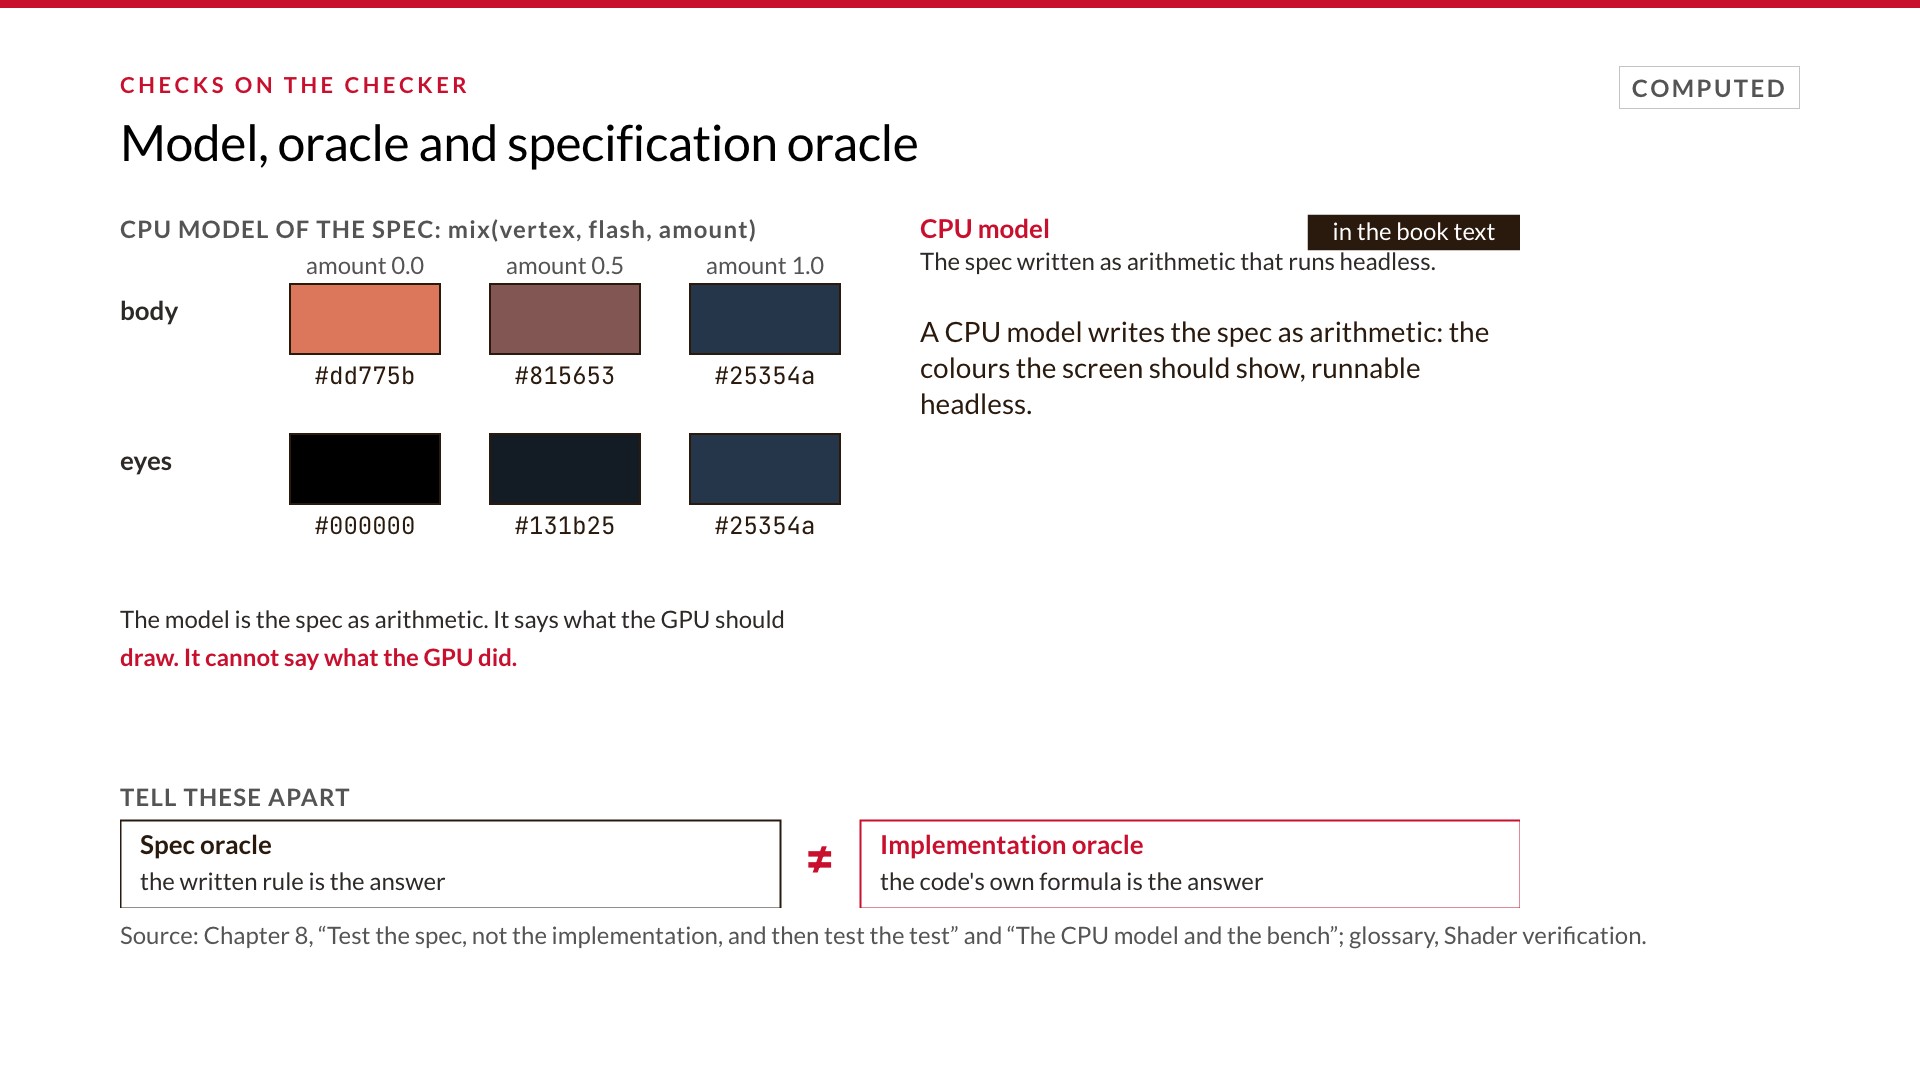 CHECKS ON THE CHECKER
COMPUTED
Model, oracle and specification oracle
CPU MODEL OF THE SPEC: mix(vertex, flash, amount)
amount 0.0 amount 0.5 amount 1.0
body
#dd775b #815653 #25354a
eyes
#000000 #131b25 #25354a
The model is the spec as arithmetic. It says what the GPU should
draw. It cannot say what the GPU did.
CPU model
in the book text
The spec written as arithmetic that runs headless.
A CPU model writes the spec as arithmetic: the
colours the screen should show, runnable
headless.
TELL THESE APART
Spec oracle
the written rule is the answer
≠
Implementation oracle
the code's own formula is the answer
Source: Chapter 8, “Test the spec, not the implementation, and then test the test” and “The CPU model and the bench”; glossary, Shader verification.